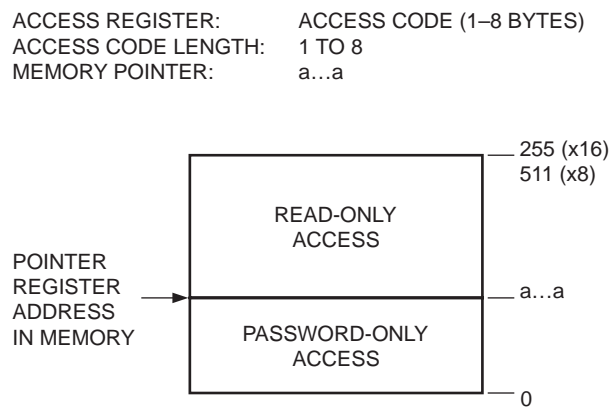 ACCESS REGISTER: ACCESS CODE (1–8 BYTES)
ACCESS CODE LENGTH: 1 TO 8
MEMORY POINTER: a…a
255 (x16)
511 (x8)
READ-ONLY
ACCESS
POINTER
REGISTER
ADDRESS
IN MEMORY
a…a
PASSWORD-ONLY
ACCESS
0